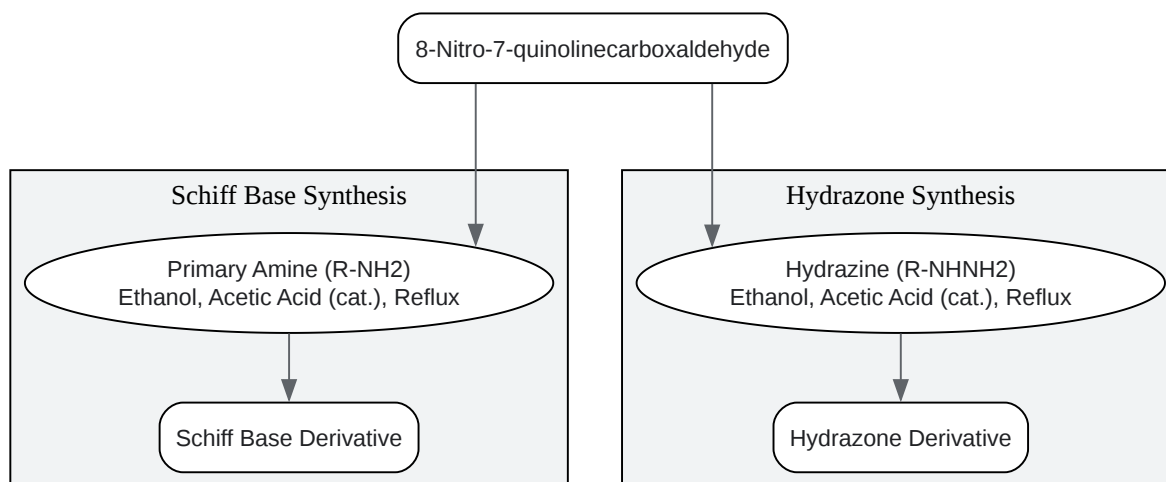 8-Nitro-7-quinolinecarboxaldehyde
Schiff Base Synthesis
Primary Amine (R-NH2)
Ethanol, Acetic Acid (cat.), Reflux
Schiff Base Derivative
Hydrazone Synthesis
Hydrazine (R-NHNH2)
Ethanol, Acetic Acid (cat.), Reflux
Hydrazone Derivative